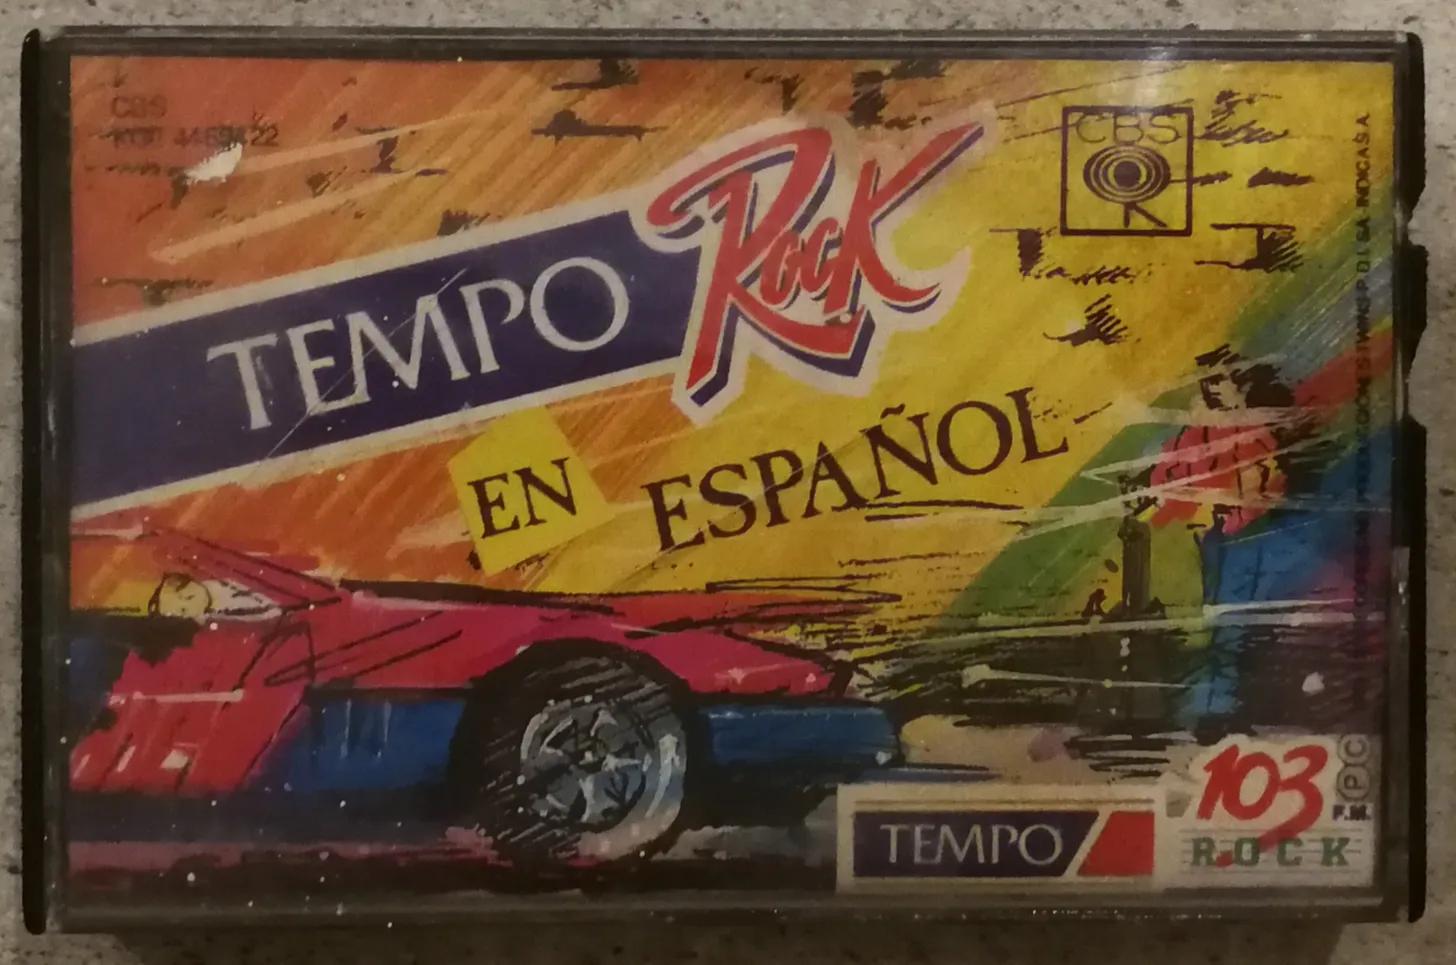 CBS
CBS
TEMPO Rock
EN ESPAÑOL
103
F.M.
ROCK
TEMPO
P C